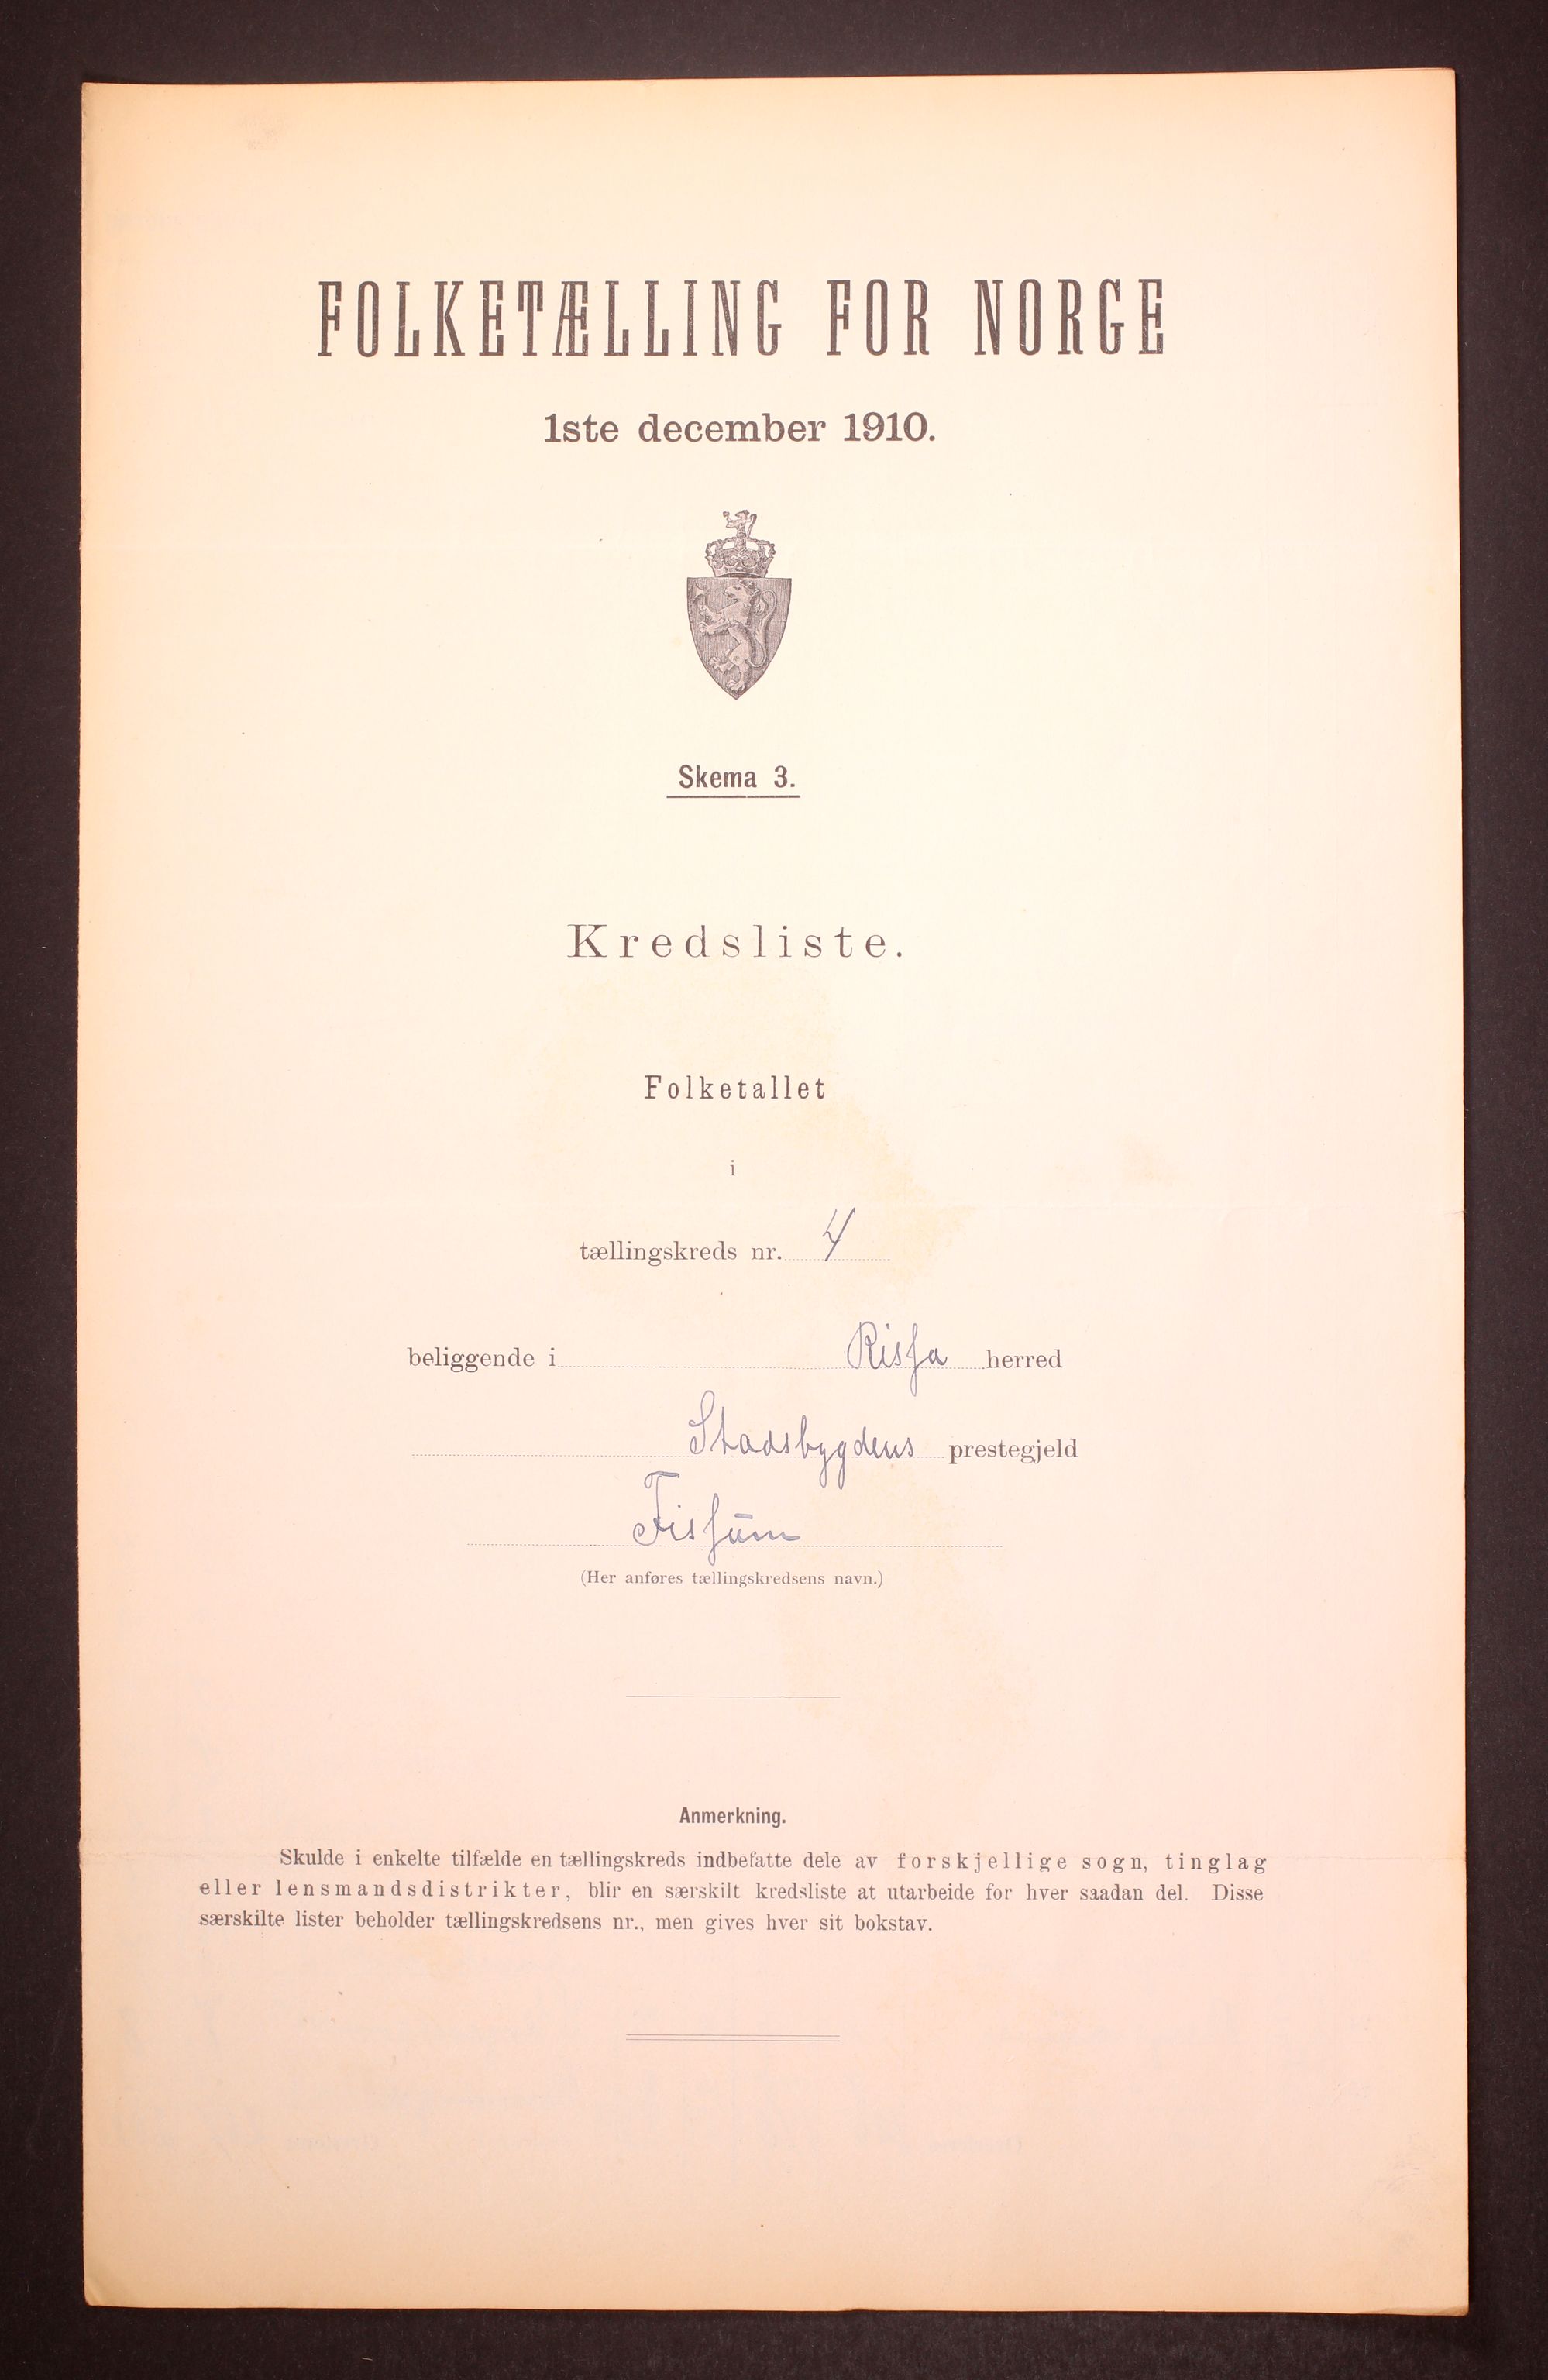 FOLKETÆLLING FOR NORGE
1ste december 1910.
Skema 3.
Kredsliste.
Folketallet
i
tællingskreds nr. 4
beliggende i Rissa herred
Stadsbygdens prestegjeld
Fissum
(Her anføres tællingskredsens navn.)
Anmerkning.
Skulde i enkelte tilfælde en tællingskreds indbefatte dele av forskjellige sogn, tinglag
eller lensmandsdistrikter, blir en særskilt kredsliste at utarbeide for hver saadan del. Disse
særskilte lister beholder tællingskredsens nr., men gives hver sit bokstav.